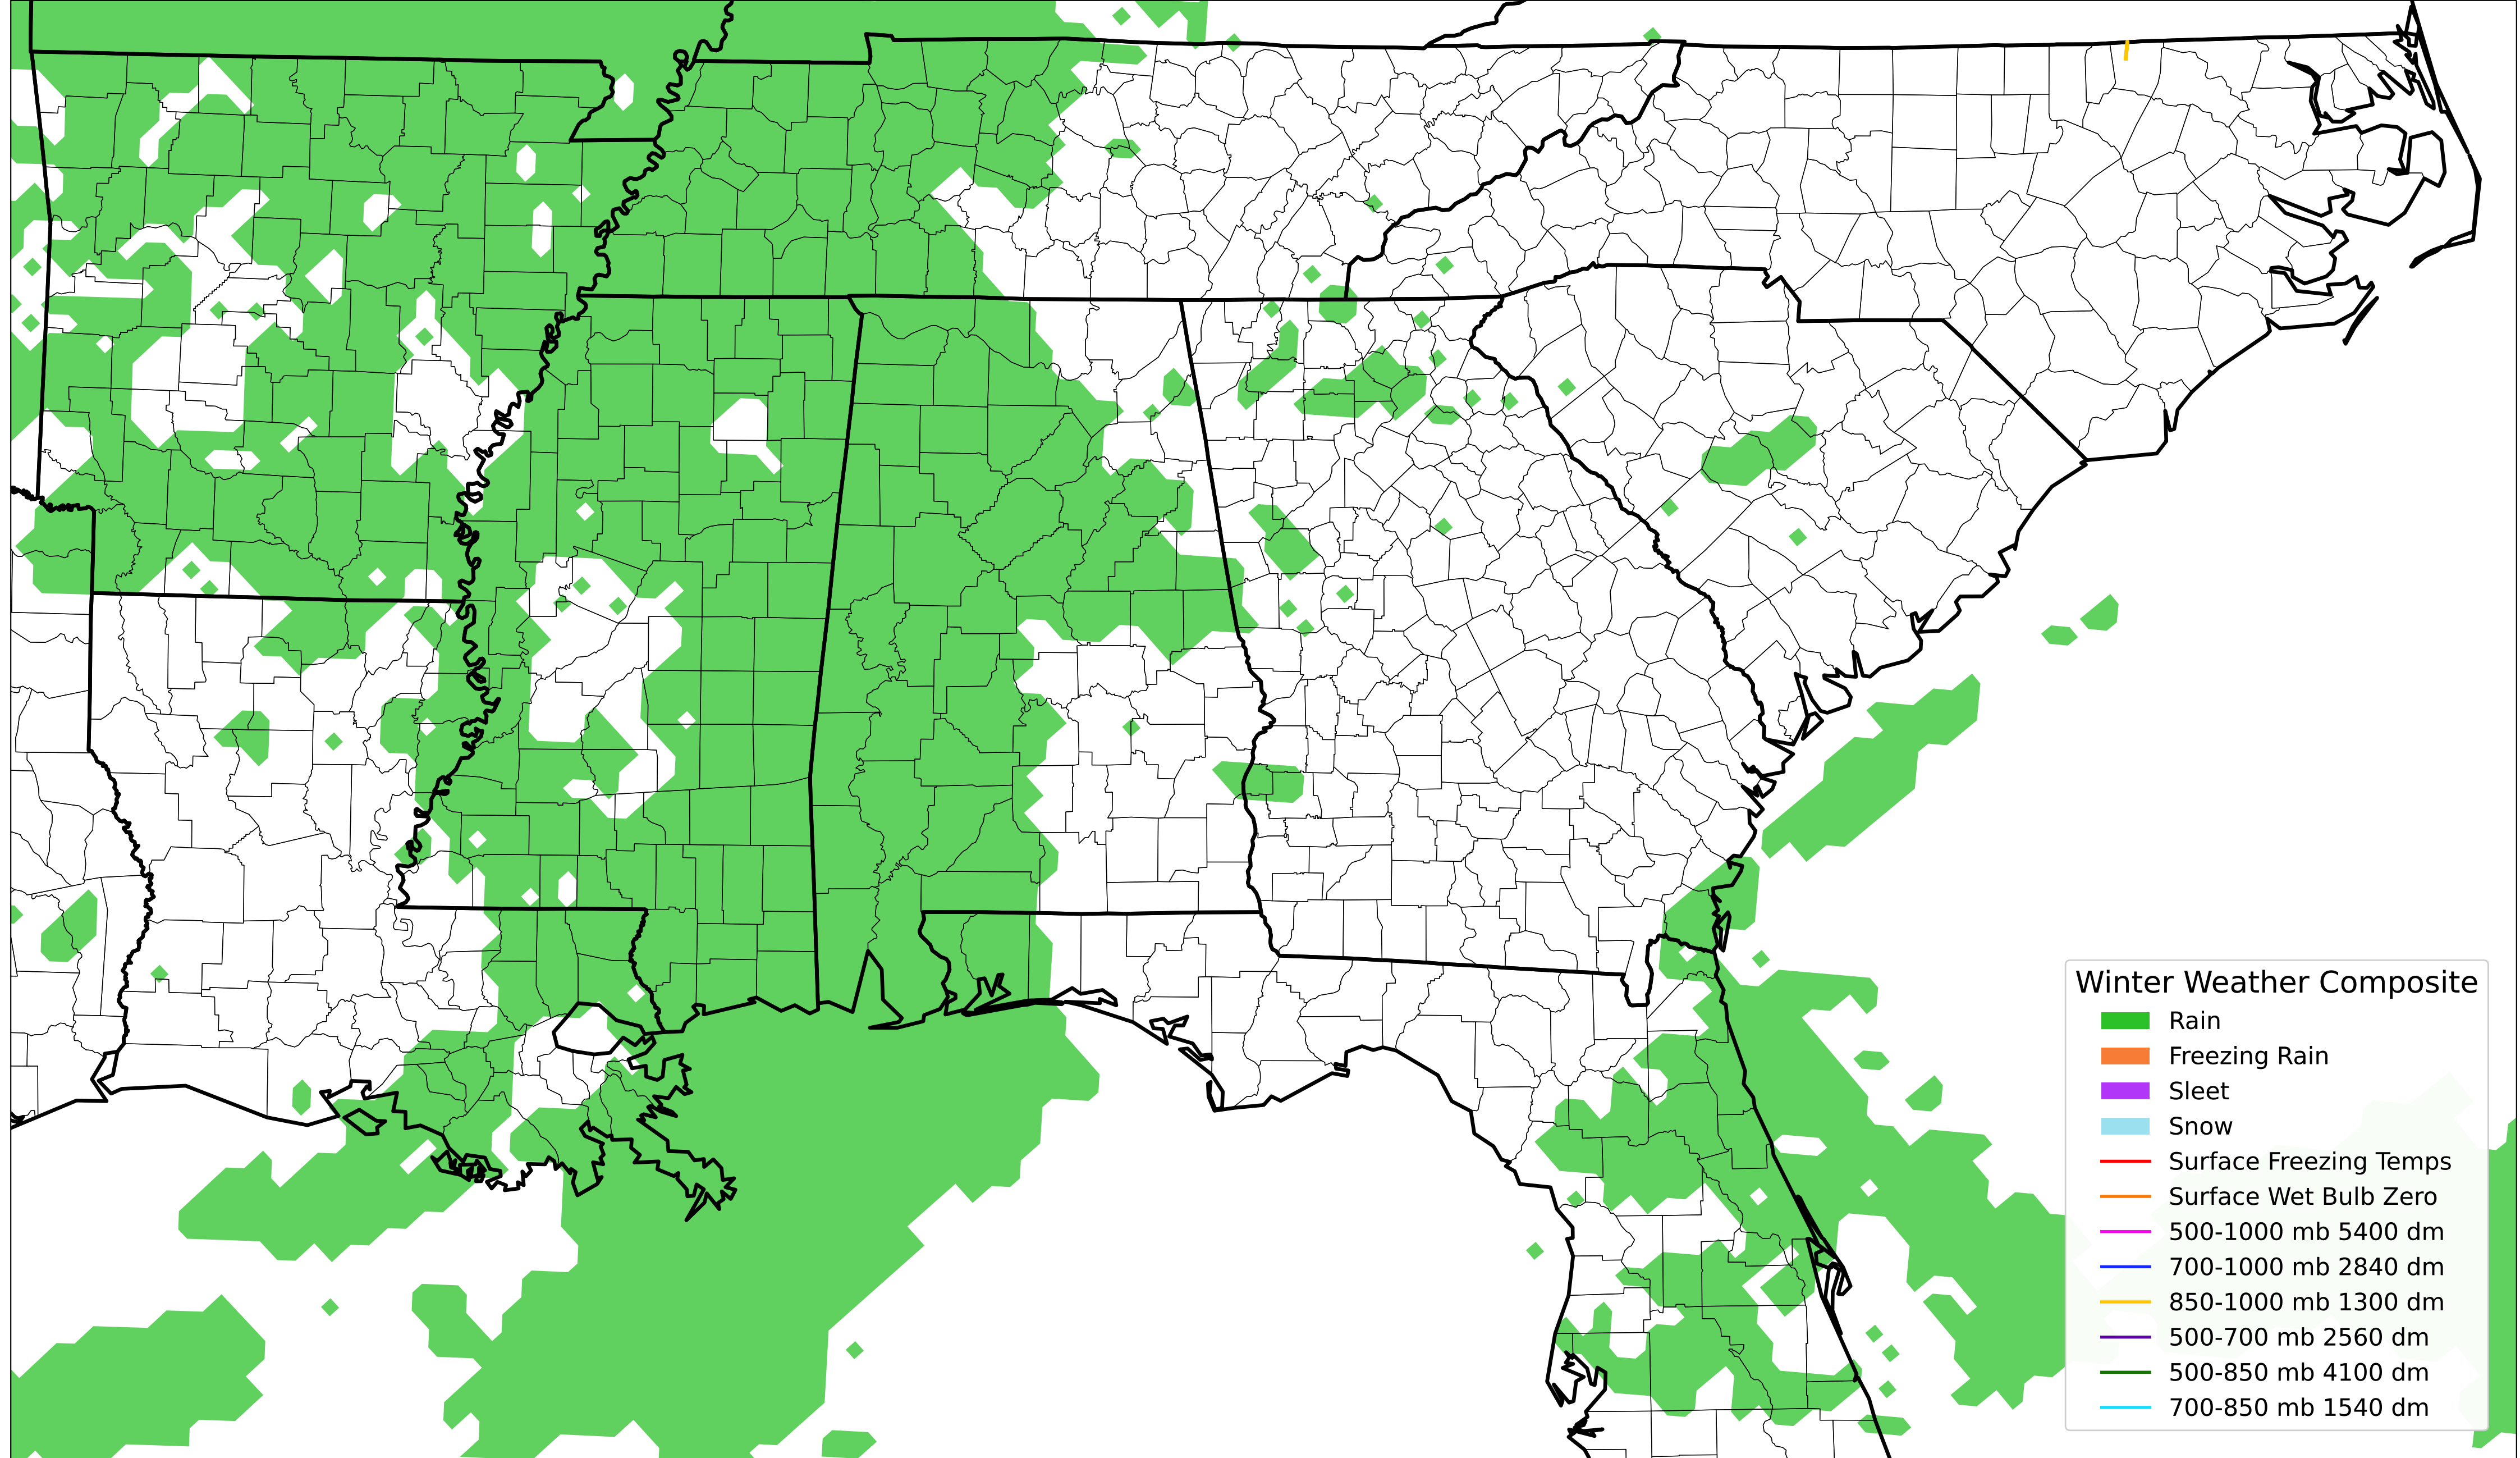 Winter Weather Composite
Rain
Freezing Rain
Sleet
Snow
Surface Freezing Temps
Surface Wet Bulb Zero
500-1000 mb 5400 dm
700-1000 mb 2840 dm
850-1000 mb 1300 dm
500-700 mb 2560 dm
500-850 mb 4100 dm
700-850 mb 1540 dm